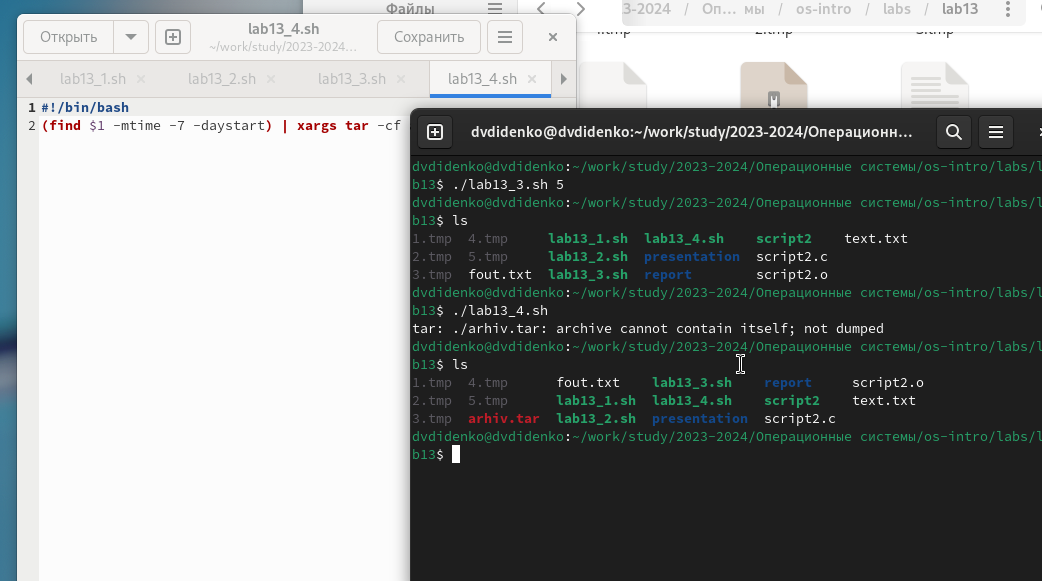 Файлы
3-2024 / Оп… мы / os-intro / labs / lab13
Открыть
lab13_4.sh
~/work/study/2023-2024…
Сохранить
lab13_1.sh
lab13_2.sh
lab13_3.sh
lab13_4.sh
1 #!/bin/bash
2 (find $1 -mtime -7 -daystart) | xargs tar -cf
dvdidenko@dvdidenko:~/work/study/2023-2024/Операционн…
dvdidenko@dvdidenko:~/work/study/2023-2024/Операционные системы/os-intro/labs/l
b13$ ./lab13_3.sh 5
dvdidenko@dvdidenko:~/work/study/2023-2024/Операционные системы/os-intro/labs/l
b13$ ls
1.tmp 4.tmp lab13_1.sh lab13_4.sh script2 text.txt
2.tmp 5.tmp lab13_2.sh presentation script2.c
3.tmp fout.txt lab13_3.sh report script2.o
dvdidenko@dvdidenko:~/work/study/2023-2024/Операционные системы/os-intro/labs/l
b13$ ./lab13_4.sh
tar: ./arhiv.tar: archive cannot contain itself; not dumped
dvdidenko@dvdidenko:~/work/study/2023-2024/Операционные системы/os-intro/labs/l
b13$ ls
1.tmp 4.tmp fout.txt lab13_3.sh report script2.o
2.tmp 5.tmp lab13_1.sh lab13_4.sh script2 text.txt
3.tmp arhiv.tar lab13_2.sh presentation script2.c
dvdidenko@dvdidenko:~/work/study/2023-2024/Операционные системы/os-intro/labs/l
b13$